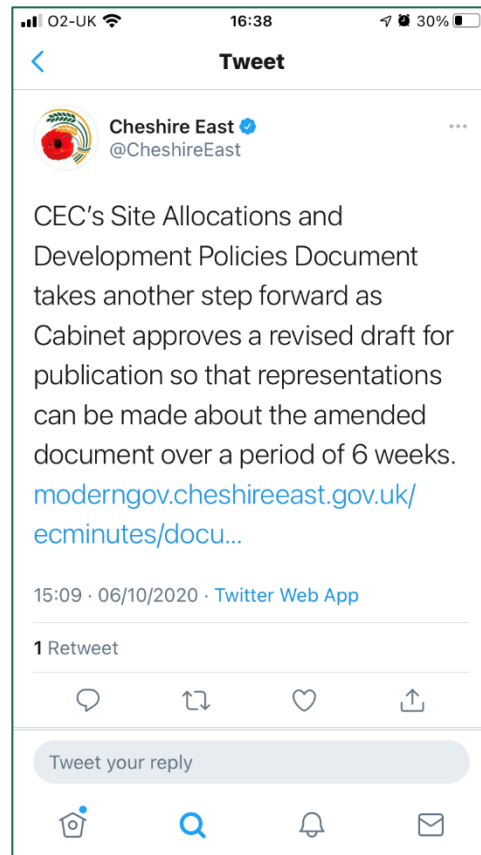 O2-UK 16:38 30%
Tweet
Cheshire East
@CheshireEast
CEC's Site Allocations and
Development Policies Document
takes another step forward as
Cabinet approves a revised draft for
publication so that representations
can be made about the amended
document over a period of 6 weeks.
moderngov.cheshireeast.gov.uk/
ecminutes/docu...
15:09 · 06/10/2020 · Twitter Web App
1 Retweet
Tweet your reply